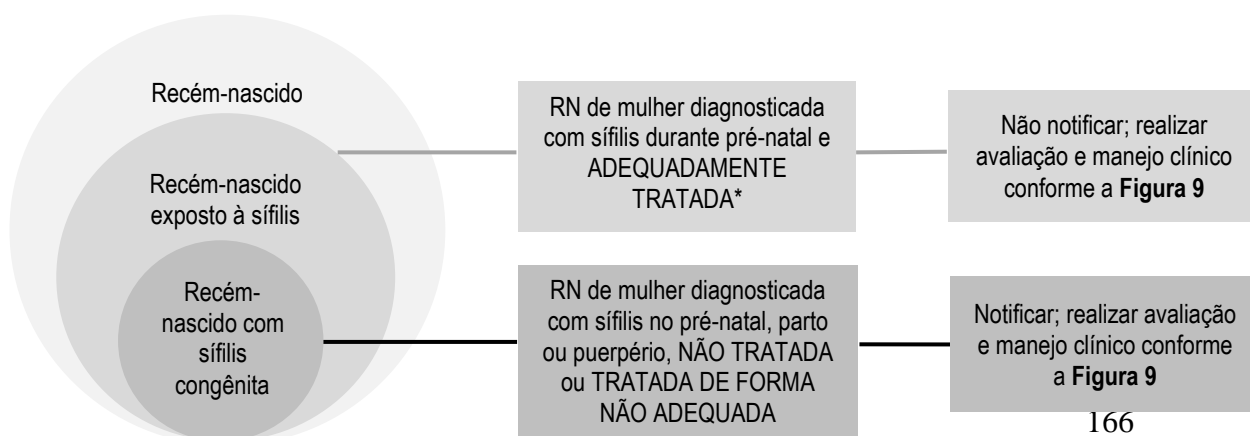 Recém-nascido
Recém-nascido
exposto à sífilis
Recém-
nascido com
sífilis
congênita
RN de mulher diagnosticada
com sífilis durante pré-natal e
ADEQUADAMENTE
TRATADA*
Não notificar; realizar
avaliação e manejo clínico
conforme a Figura 9
RN de mulher diagnosticada
com sífilis no pré-natal, parto
ou puerpério, NÃO TRATADA
ou TRATADA DE FORMA
NÃO ADEQUADA
Notificar; realizar avaliação
e manejo clínico conforme
a Figura 9
166